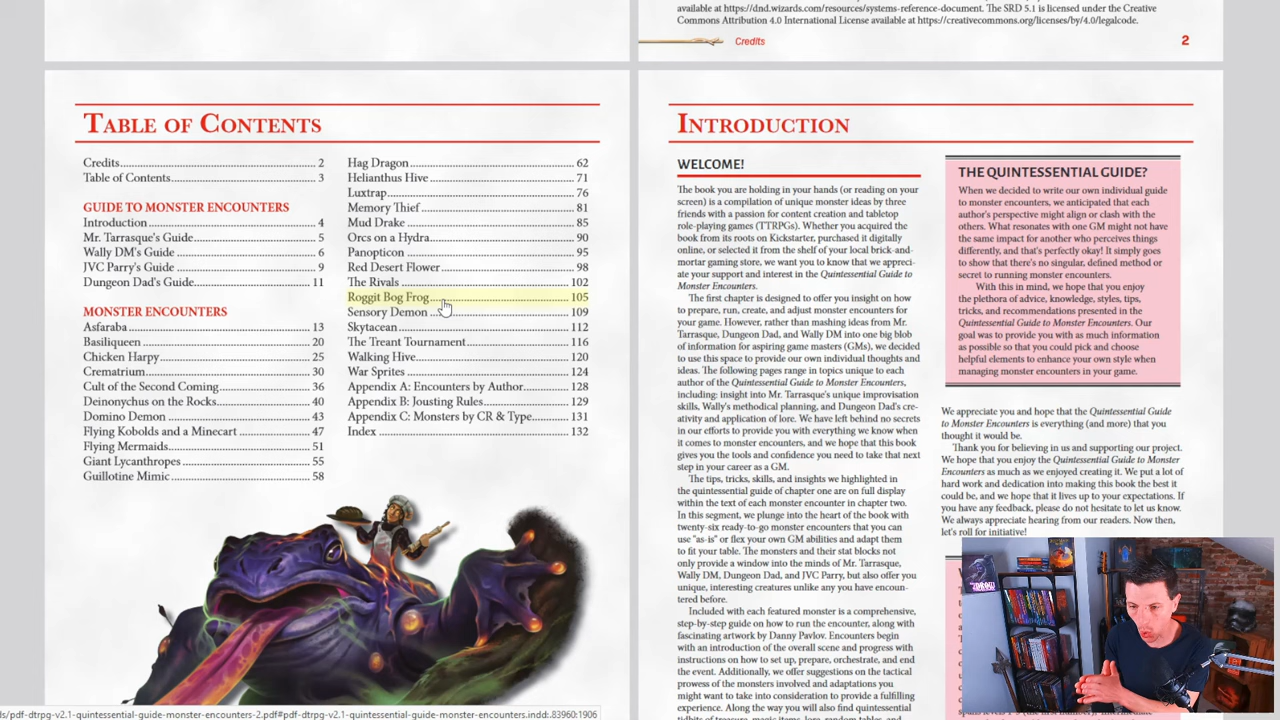 available at https://dnd.wizards.com/resources/systems-reference-document. The SRD 5.1 is licensed under the Creative
Commons Attribution 4.0 International License available at https://creativecommons.org/licenses/by/4.0/legalcode.
Credits
2
Table of Contents
Credits.......... 2
Table of Contents.......... 3
GUIDE TO MONSTER ENCOUNTERS
Introduction.......... 4
Mr. Tarrasque's Guide.......... 5
Wally DM's Guide.......... 6
JVC Parry's Guide.......... 9
Dungeon Dad's Guide.......... 11
MONSTER ENCOUNTERS
Asfaraba.......... 13
Basiliqueen.......... 20
Chicken Harpy.......... 25
Crematrium.......... 30
Cult of the Second Coming.......... 36
Deinonychus on the Rocks.......... 40
Domino Demon.......... 43
Flying Kobolds and a Minecart.......... 47
Flying Mermaids.......... 51
Giant Lycanthropes.......... 55
Guillotine Mimic.......... 58
Hag Dragon.......... 62
Helianthus Hive.......... 71
Luxtrap.......... 76
Memory Thief.......... 81
Mud Drake.......... 85
Orcs on a Hydra.......... 90
Panopticon.......... 95
Red Desert Flower.......... 98
The Rivals.......... 102
Roggit Bog Frog.......... 105
Sensory Demon.......... 109
Skytacean.......... 112
The Treant Tournament.......... 116
Walking Hive.......... 120
War Sprites.......... 124
Appendix A: Encounters by Author.......... 128
Appendix B: Jousting Rules.......... 129
Appendix C: Monsters by CR & Type.......... 131
Index.......... 132
Introduction
WELCOME!
The book you are holding in your hands (or reading on your
screen) is a compilation of unique monster ideas by three
friends with a passion for content creation and tabletop
role-playing games (TTRPGs). Whether you acquired the
book from its roots on Kickstarter, purchased it digitally
online, or selected it from the shelf of your local brick-and-
mortar gaming store, we want you to know that we appreci-
ate your support and interest in the Quintessential Guide to
Monster Encounters.
The first chapter is designed to offer you insight on how
to prepare, run, create, and adjust monster encounters for
your game. However, rather than mashing ideas from Mr.
Tarrasque, Dungeon Dad, and Wally DM into one big blob
of information for aspiring game masters (GMs), we decided
to use this space to provide our own individual thoughts and
ideas. The following pages range in topics unique to each
author of the Quintessential Guide to Monster Encounters,
including: insight into Mr. Tarrasque's unique improvisation
skills, Wally's methodical planning, and Dungeon Dad's cre-
ativity and application of lore. We have left behind no secrets
in our efforts to provide you with everything we know when
it comes to monster encounters, and we hope that this book
gives you the tools and confidence you need to take that next
step in your career as a GM.
The tips, tricks, skills, and insights we highlighted in
the quintessential guide of chapter one are on full display
within the text of each monster encounter in chapter two.
In this segment, we plunge into the heart of the book with
twenty-six ready-to-go monster encounters that you can
use "as-is" or flex your own GM abilities and adapt them
to fit your table. The monsters and their stat blocks not
only provide a window into the minds of Mr. Tarrasque,
Wally DM, Dungeon Dad, and JVC Parry, but also offer you
unique, interesting creatures unlike any you have encoun-
tered before.
Included with each featured monster is a comprehensive,
step-by-step guide on how to run the encounter, along with
fascinating artwork by Danny Pavlov. Encounters begin
with an introduction of the overall scene and progress with
instructions on how to set up, prepare, orchestrate, and end
the event. Additionally, we offer suggestions on the tactical
prowess of the monsters involved and adaptations you
might want to take into consideration to provide a fulfilling
experience. Along the way you will also find quintessential
tidbits of treasure, magic items, lore, random tables, and
THE QUINTESSENTIAL GUIDE?
When we decided to write our own individual guide
to monster encounters, we anticipated that each
author's perspective might align or clash with the
others. What resonates with one GM might not have
the same impact for another who perceives things
differently, and that's perfectly okay! It simply goes
to show that there's no singular, defined method or
secret to running monster encounters.
With this in mind, we hope that you enjoy
the plethora of advice, knowledge, styles, tips,
tricks, and recommendations presented in the
Quintessential Guide to Monster Encounters. Our
goal was to provide you with as much information
as possible so that you could pick and choose
helpful elements to enhance your own style when
managing monster encounters in your game.
We appreciate you and hope that the Quintessential Guide
to Monster Encounters is everything (and more) that you
thought it would be.
Thank you for believing in us and supporting our project.
We hope that you enjoy the Quintessential Guide to Monster
Encounters as much as we enjoyed creating it. We put a lot of
hard work and dedication into making this book the best it
could be, and we hope that it lives up to your expectations. If
you have any feedback, please do not hesitate to let us know.
We always appreciate hearing from our readers. Now then,
let's roll for initiative!
ds/pdf-dtrpg-v2.1-quintessential-guide-monster-encounters-2.pdf#pdf-dtrpg-v2.1-quintessential-guide-monster-encounters.indd:.83960:1906